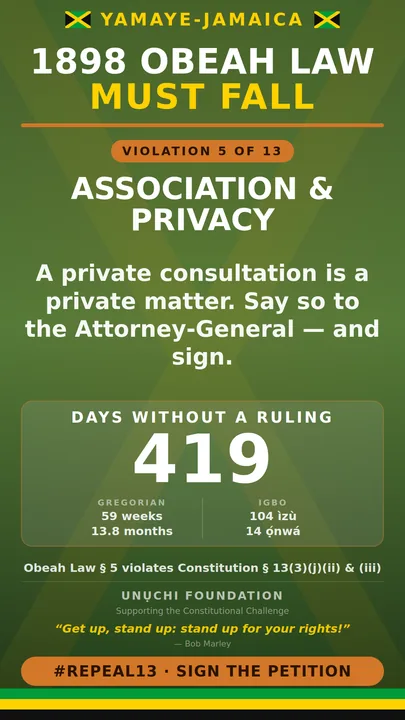 YAMAYE-JAMAICA
1898 OBEAH LAW
MUST FALL
VIOLATION 5 OF 13
ASSOCIATION &
PRIVACY
A private consultation is a
private matter. Say so to
the Attorney-General — and
sign.
DAYS WITHOUT A RULING
419
GREGORIAN
59 weeks
13.8 months
IGBO
104 ìzù
14 ọ́nwá
Obeah Law § 5 violates Constitution § 13(3)(j)(ii) & (iii)
UNỤCHI FOUNDATION
Supporting the Constitutional Challenge
“Get up, stand up: stand up for your rights!”
— Bob Marley
#REPEAL13 · SIGN THE PETITION